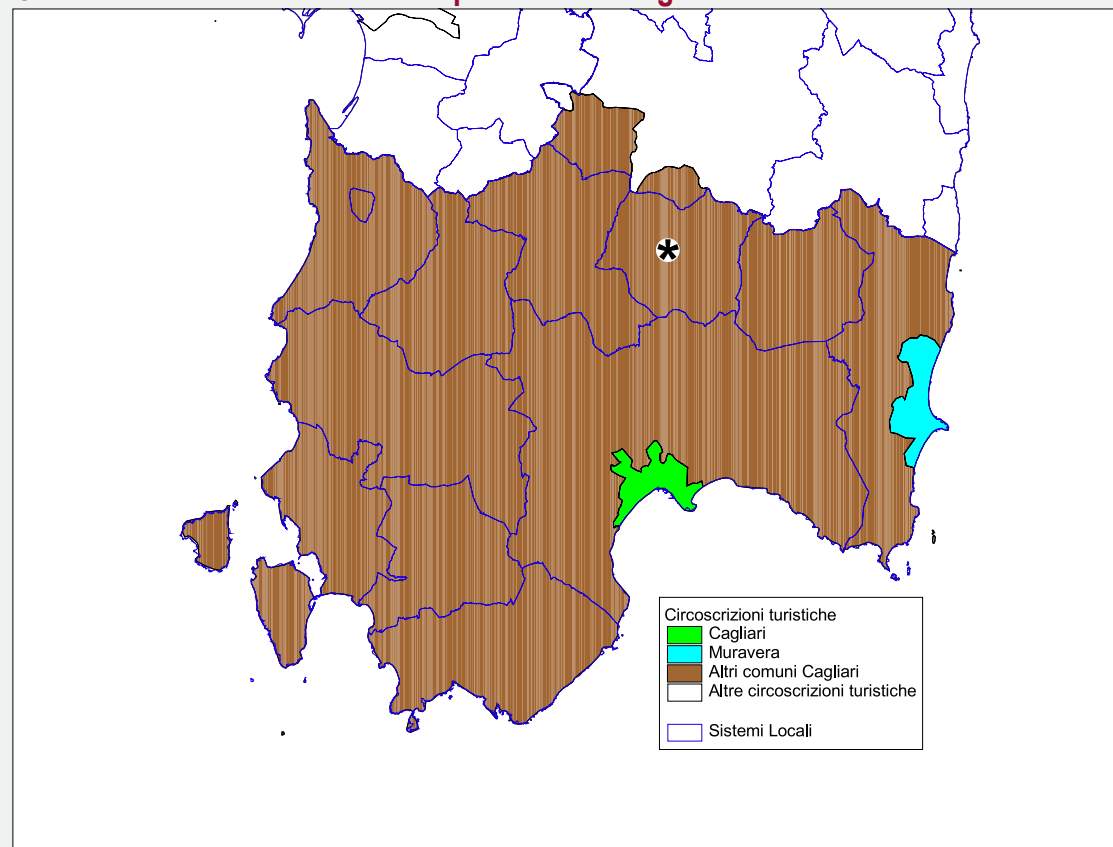 Circoscrizioni turistiche
Cagliari
Muravera
Altri comuni Cagliari
Altre circoscrizioni turistiche
Sistemi Locali